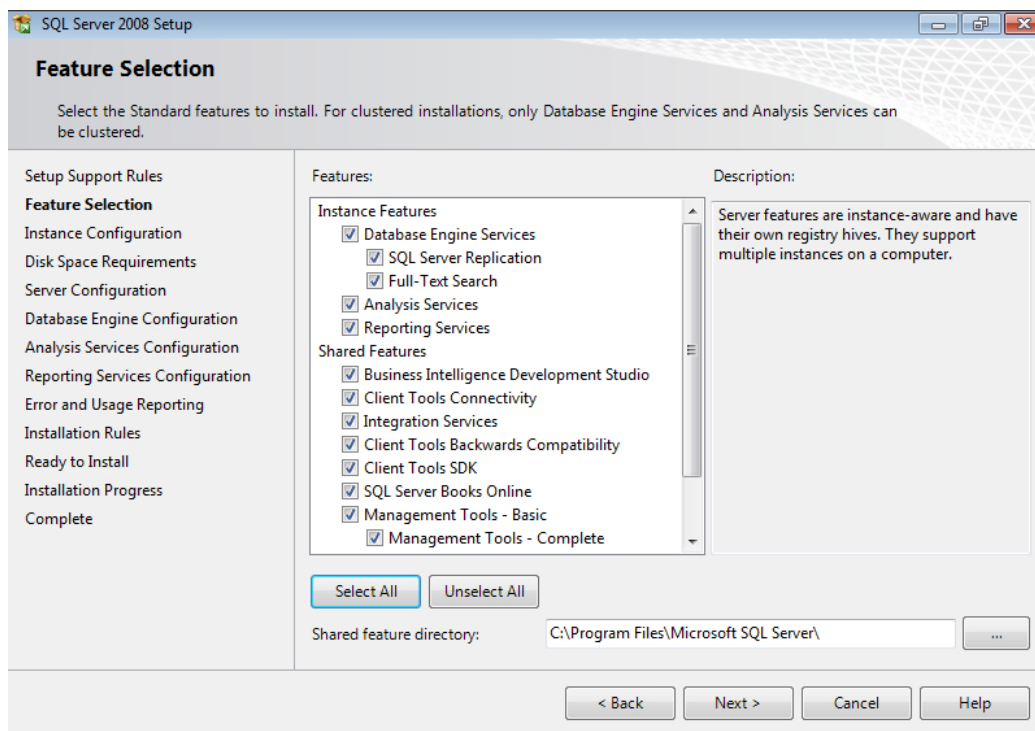 SQL Server 2008 Setup
Feature Selection
Select the Standard features to install. For clustered installations, only Database Engine Services and Analysis Services can
be clustered.
Setup Support Rules
Feature Selection
Instance Configuration
Disk Space Requirements
Server Configuration
Database Engine Configuration
Analysis Services Configuration
Reporting Services Configuration
Error and Usage Reporting
Installation Rules
Ready to Install
Installation Progress
Complete
Features:
Instance Features
Database Engine Services
SQL Server Replication
Full-Text Search
Analysis Services
Reporting Services
Shared Features
Business Intelligence Development Studio
Client Tools Connectivity
Integration Services
Client Tools Backwards Compatibility
Client Tools SDK
SQL Server Books Online
Management Tools - Basic
Management Tools - Complete
Description:
Server features are instance-aware and have
their own registry hives. They support
multiple instances on a computer.
Select All
Unselect All
Shared feature directory:
C:\Program Files\Microsoft SQL Server\
...
< Back
Next >
Cancel
Help